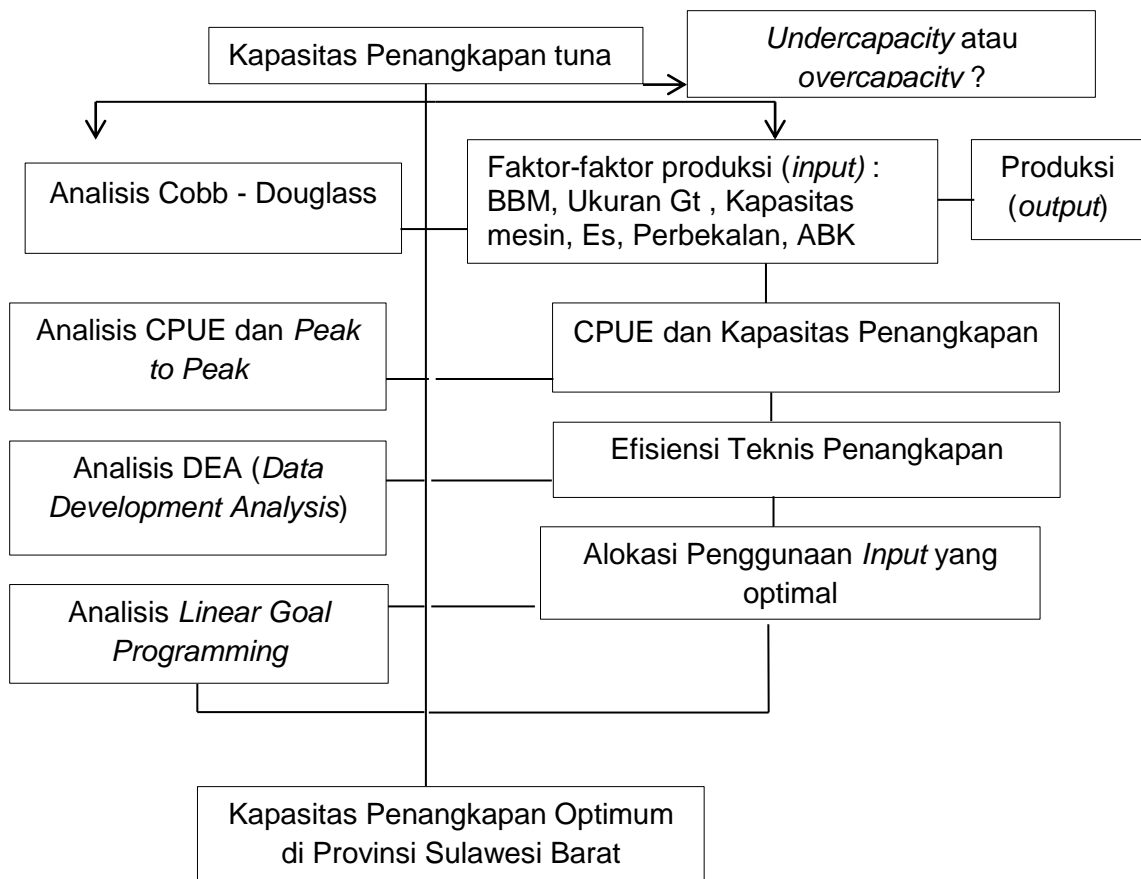 Kapasitas Penangkapan tuna
Undercapacity atau
overcapacity ?
Analisis Cobb - Douglass
Faktor-faktor produksi (input) :
BBM, Ukuran Gt , Kapasitas
mesin, Es, Perbekalan, ABK
Produksi
(output)
Analisis CPUE dan Peak
to Peak
CPUE dan Kapasitas Penangkapan
Analisis DEA (Data
Development Analysis)
Efisiensi Teknis Penangkapan
Alokasi Penggunaan Input yang
optimal
Analisis Linear Goal
Programming
Kapasitas Penangkapan Optimum
di Provinsi Sulawesi Barat